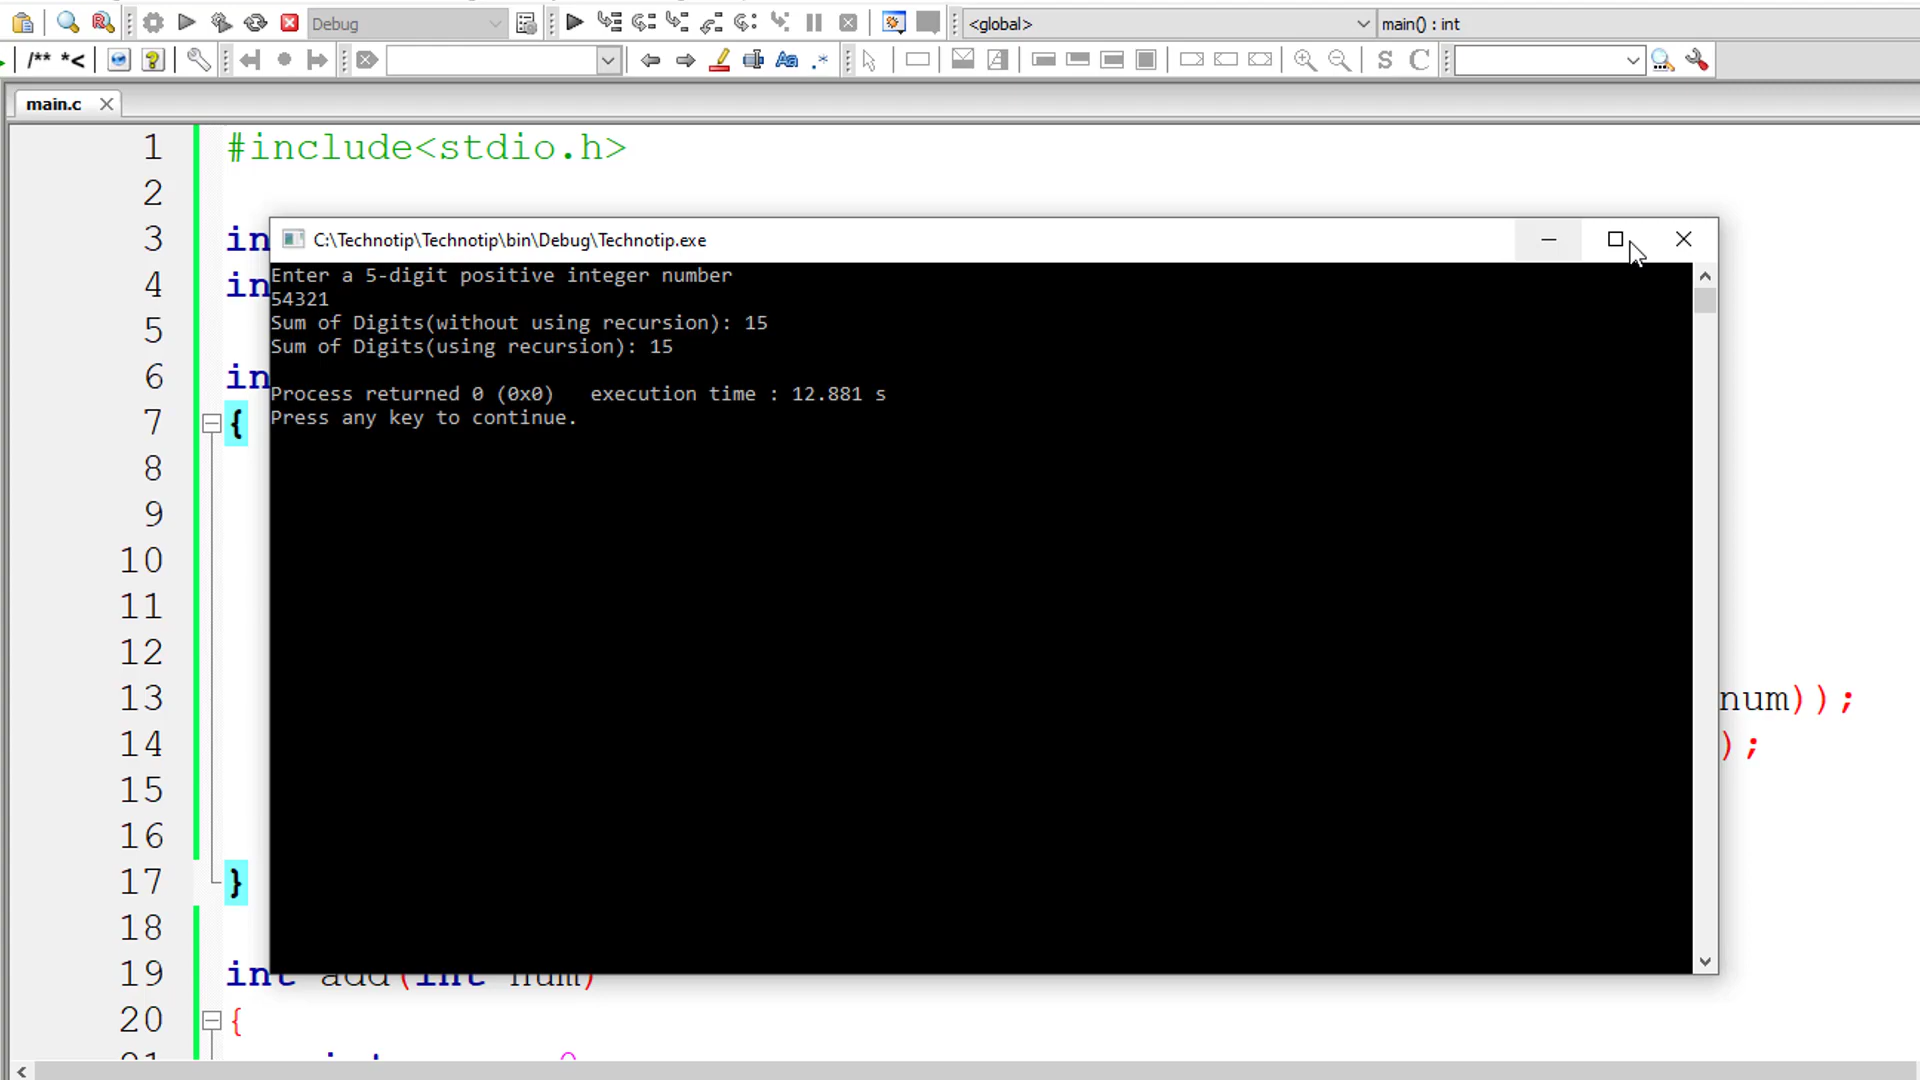 Debug
<global>
main() : int
/** *<
Aa
.*
S C
main.c
1 #include<stdio.h>
2
3 in
4 in
5
6 in
7 {
8
9
10
11
12
13 num));
14 );
15
16
17 }
18
19 int add(int num)
20 {
C:\Technotip\Technotip\bin\Debug\Technotip.exe
Enter a 5-digit positive integer number
54321
Sum of Digits(without using recursion): 15
Sum of Digits(using recursion): 15
Process returned 0 (0x0) execution time : 12.881 s
Press any key to continue.